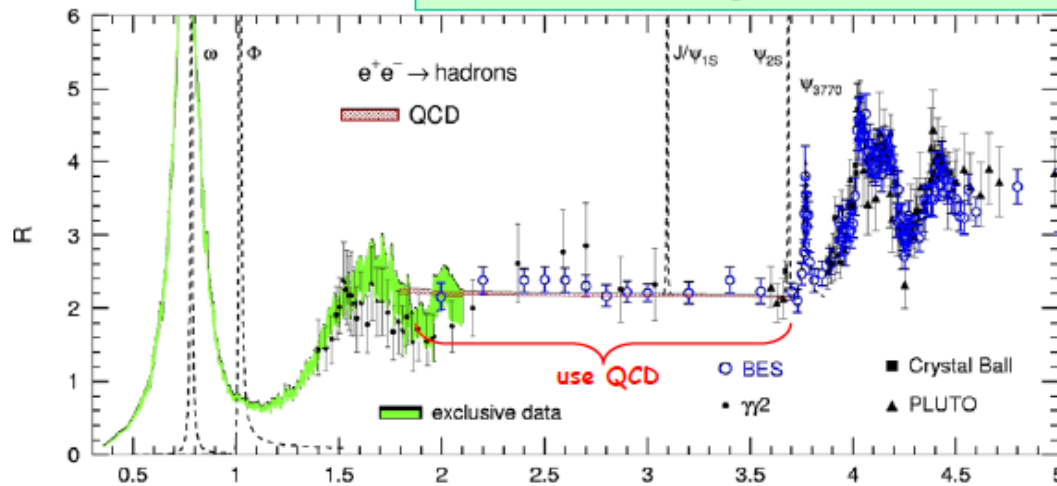 6
5
4
3
2
1
0
R
ω Φ
J/ψ1S ψ2S
ψ3770
e⁺e⁻ → hadrons
QCD
use QCD
BES Crystal Ball
γγ2 PLUTO
exclusive data
0.5 1 1.5 2 2.5 3 3.5 4 4.5 5